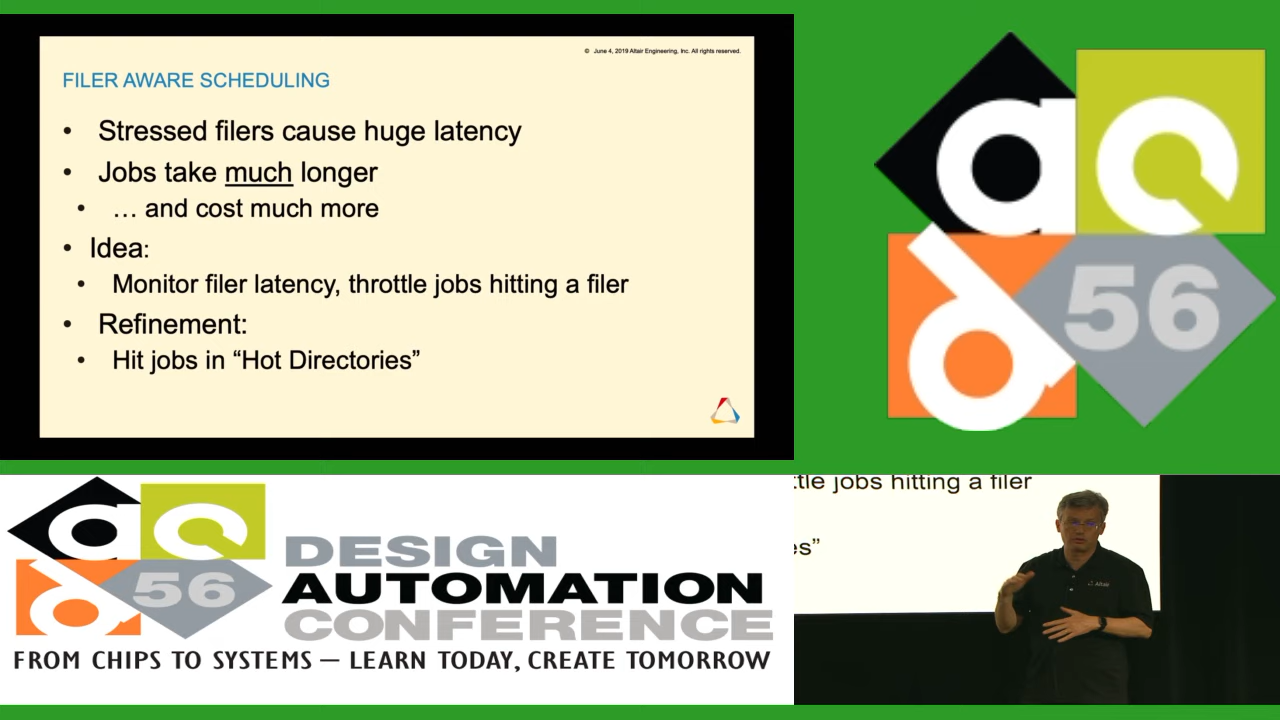 © June 4, 2019 Altair Engineering, Inc. All rights reserved.
FILER AWARE SCHEDULING
• Stressed filers cause huge latency
• Jobs take much longer
• … and cost much more
• Idea:
• Monitor filer latency, throttle jobs hitting a filer
• Refinement:
• Hit jobs in “Hot Directories”
dac
56
dac
56
DESIGN
AUTOMATION
CONFERENCE
FROM CHIPS TO SYSTEMS — LEARN TODAY, CREATE TOMORROW
ttle jobs hitting a filer
es”
Altair